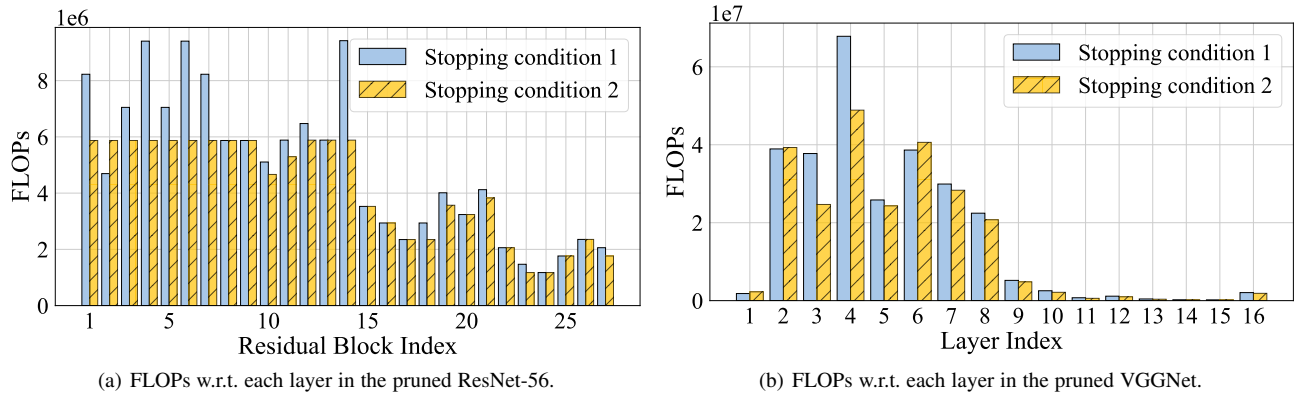 1e6
Stopping condition 1
Stopping condition 2
FLOPs
8
6
4
2
0
1 5 10 15 20 25
Residual Block Index
(a) FLOPs w.r.t. each layer in the pruned ResNet-56.
1e7
Stopping condition 1
Stopping condition 2
FLOPs
6
4
2
0
1 2 3 4 5 6 7 8 9 10 11 12 13 14 15 16
Layer Index
(b) FLOPs w.r.t. each layer in the pruned VGGNet.